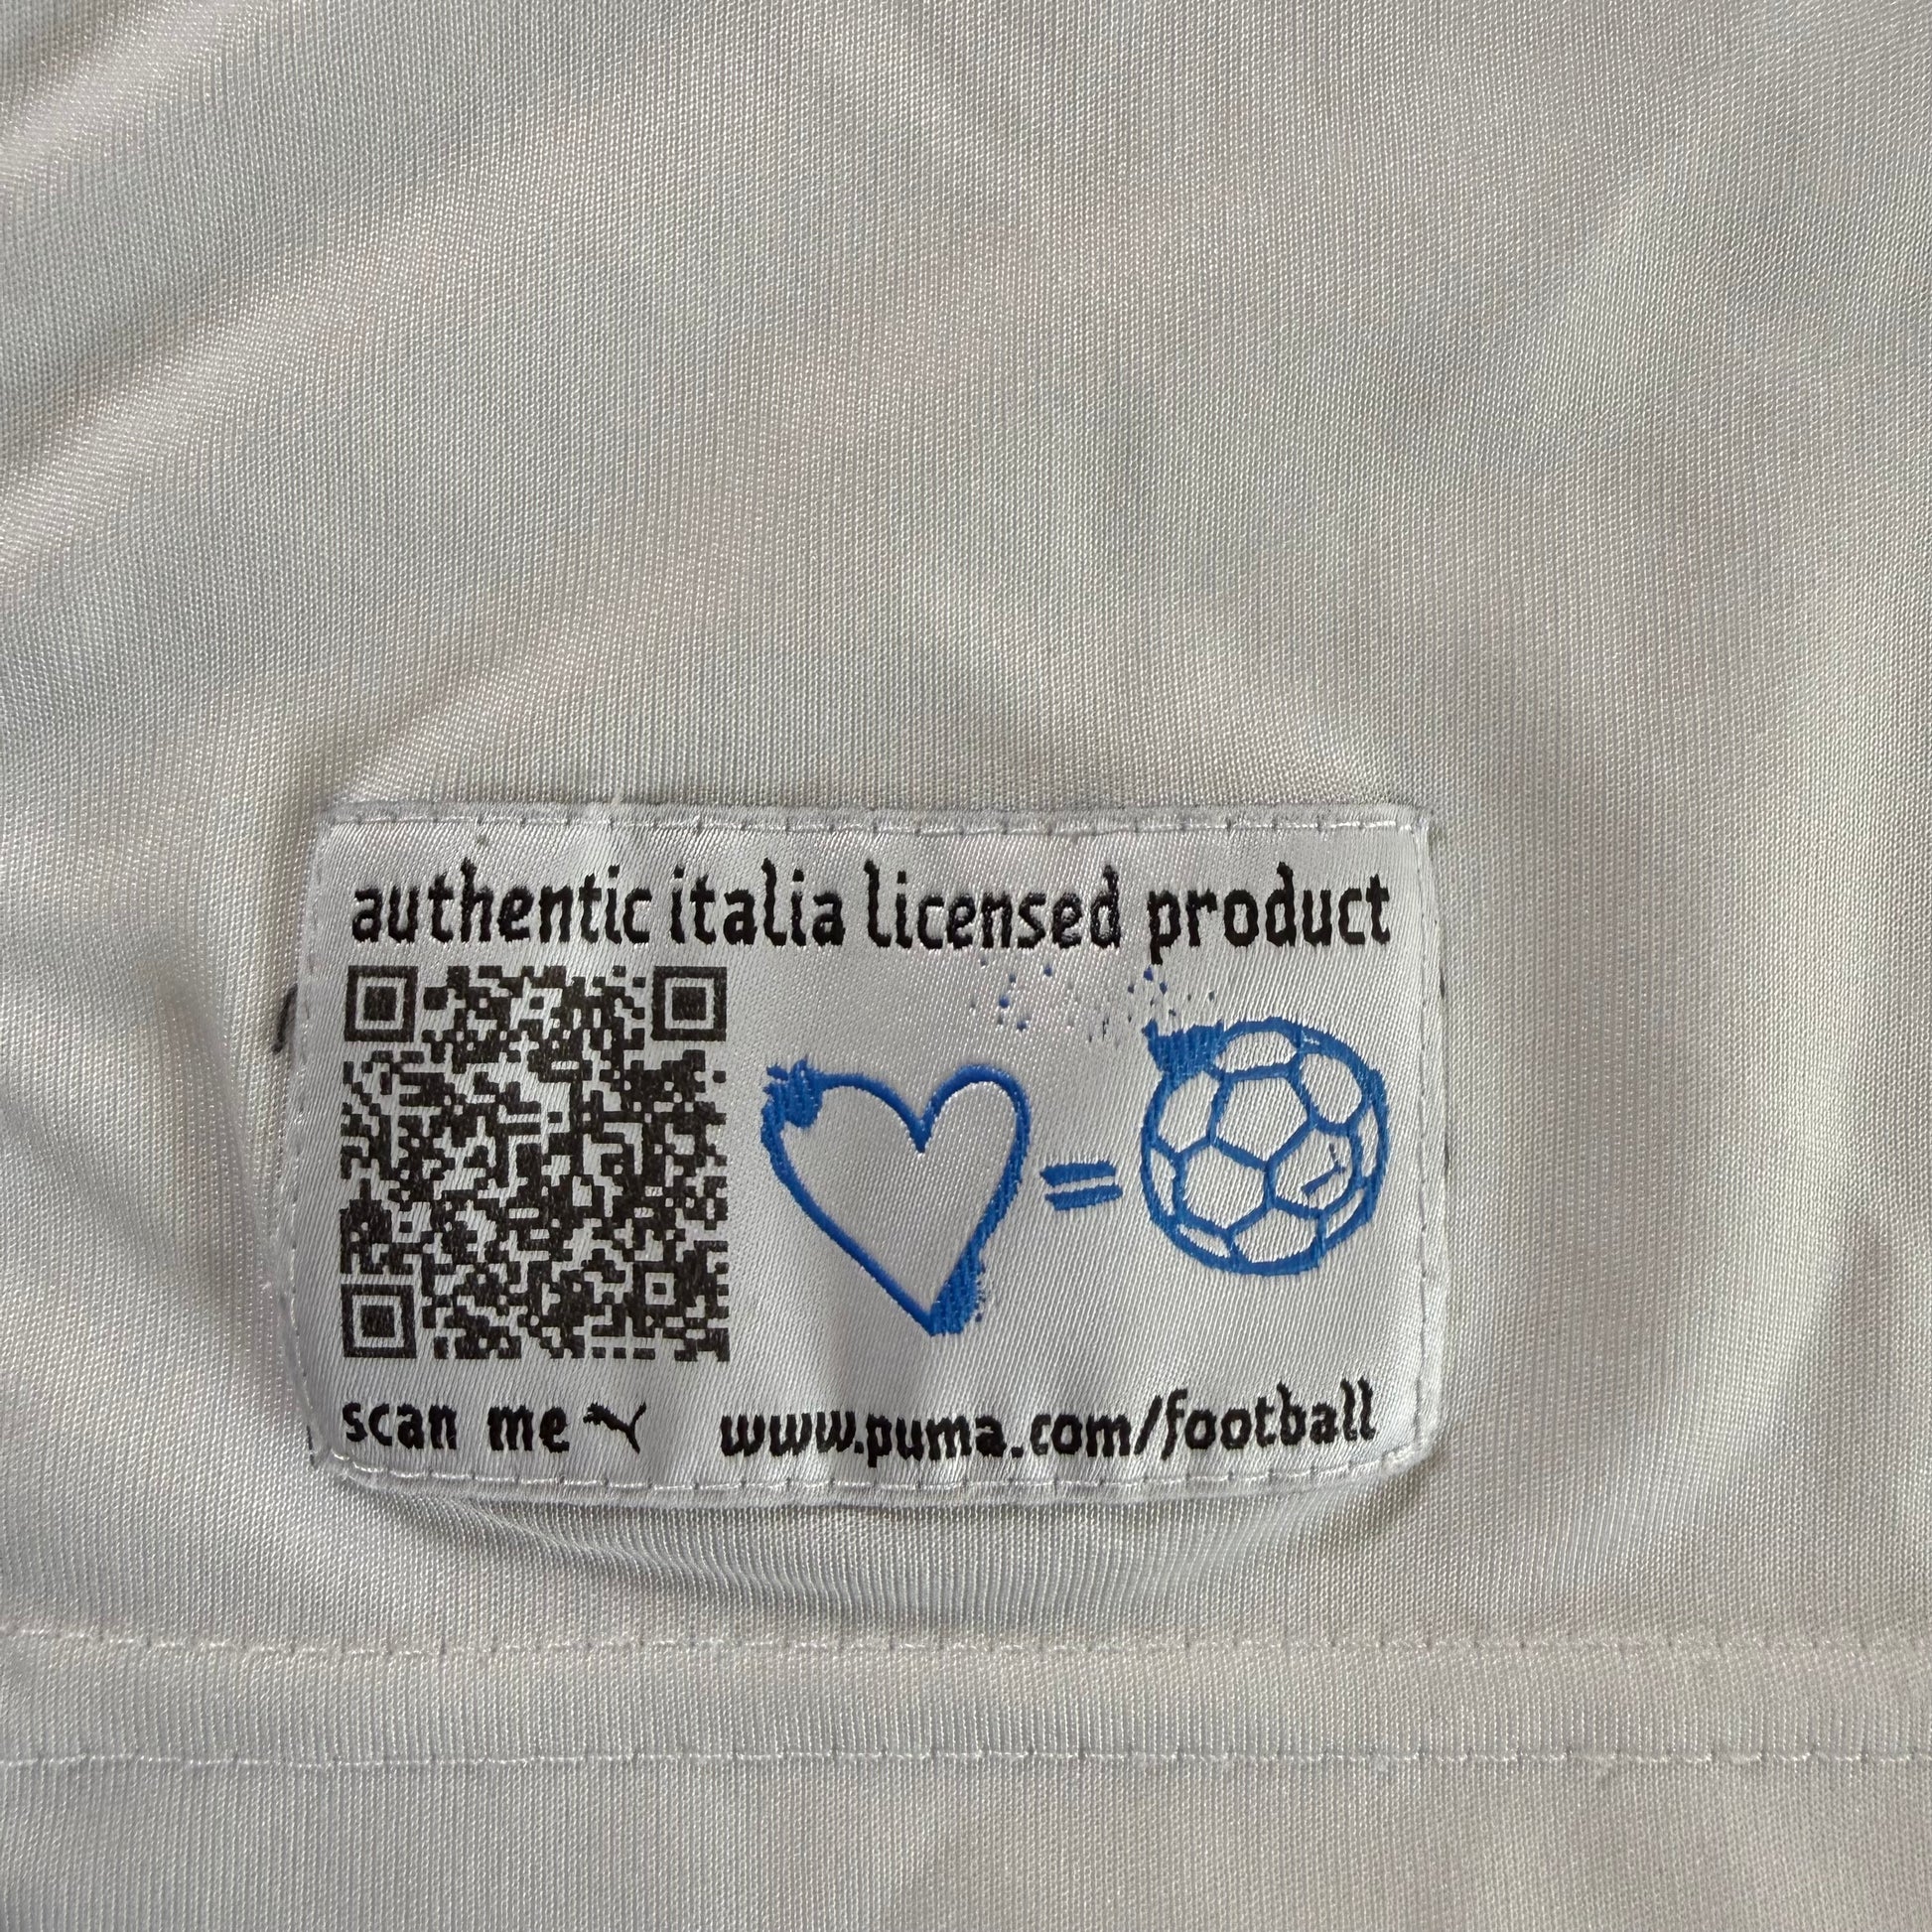 authentic italia licensed product
=
scan me
www.puma.com/football